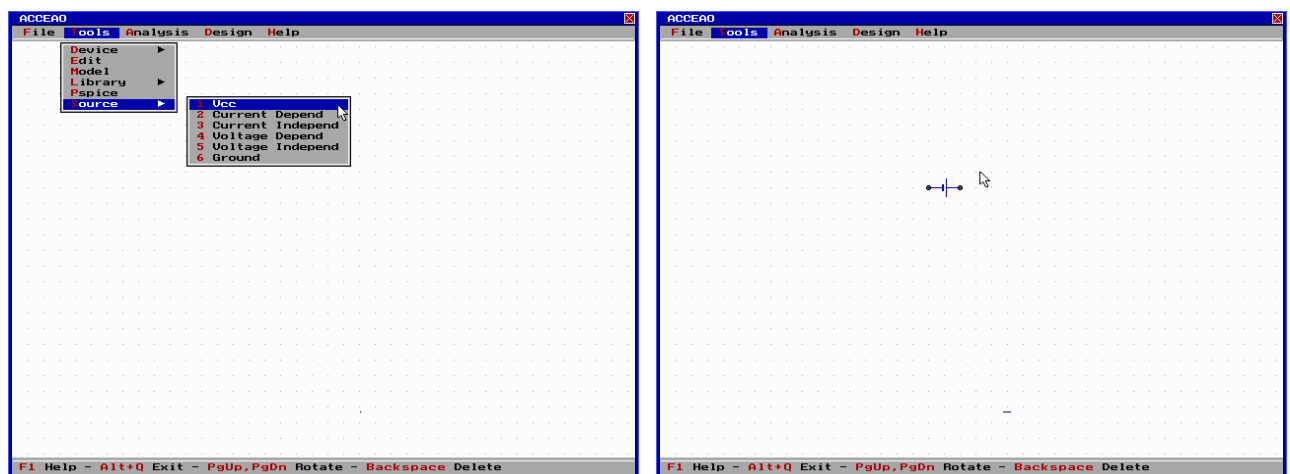 ACCEAO
File Tools Analysis Design Help
Device
Edit
Model
Library
Pspice
Source
1 Vcc
2 Current Depend
3 Current Independ
4 Voltage Depend
5 Voltage Independ
6 Ground
F1 Help - Alt+Q Exit - PgUp,PgDn Rotate - Backspace Delete
ACCEAO
File Tools Analysis Design Help
F1 Help - Alt+Q Exit - PgUp,PgDn Rotate - Backspace Delete